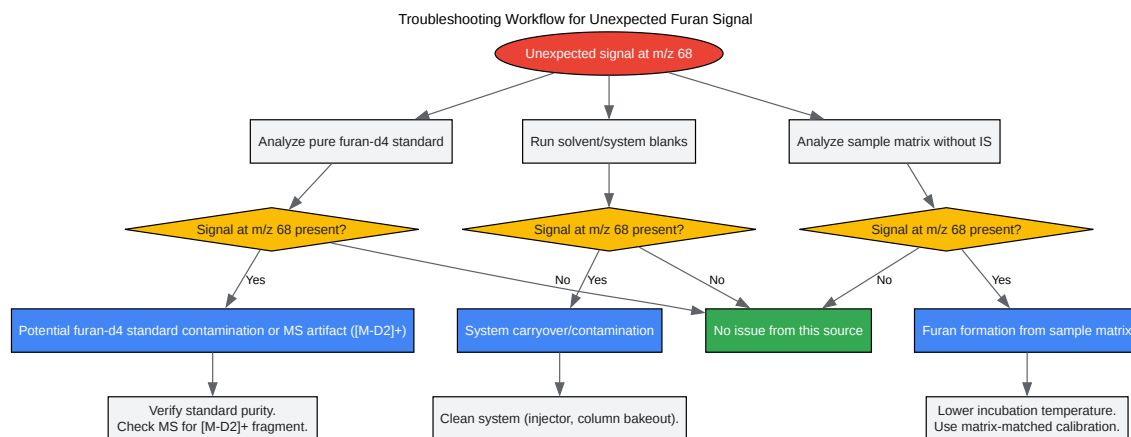 Troubleshooting Workflow for Unexpected Furan Signal
Unexpected signal at m/z 68
Analyze pure furan-d4 standard
Run solvent/system blanks
Analyze sample matrix without IS
Signal at m/z 68 present?
Signal at m/z 68 present?
Signal at m/z 68 present?
Yes
No
Yes
No
No
Yes
Potential furan-d4 standard contamination or MS artifact ([M-D2]+)
System carryover/contamination
No issue from this source
Furan formation from sample matrix
Verify standard purity.
Check MS for [M-D2]+ fragment.
Clean system (injector, column bakeout).
Lower incubation temperature.
Use matrix-matched calibration.